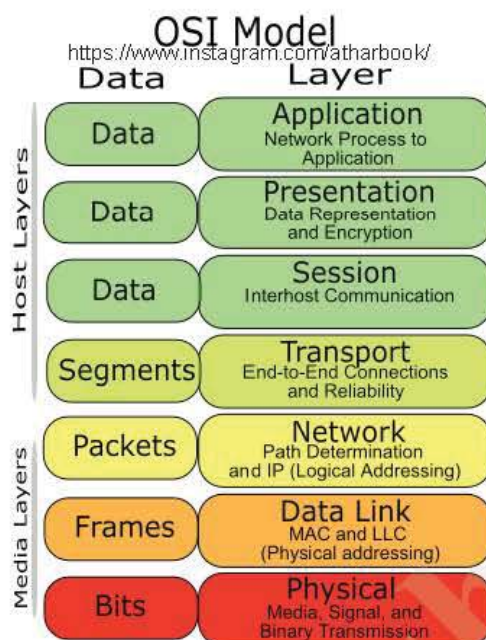 OSI Model
https://www.instagram.com/atharbook/
Data Layer
Host Layers
Data
Application
Network Process to
Application
Data
Presentation
Data Representation
and Encryption
Data
Session
Interhost Communication
Segments
Transport
End-to-End Connections
and Reliability
Media Layers
Packets
Network
Path Determination
and IP (Logical Addressing)
Frames
Data Link
MAC and LLC
(Physical addressing)
Bits
Physical
Media, Signal, and
Binary Transmission